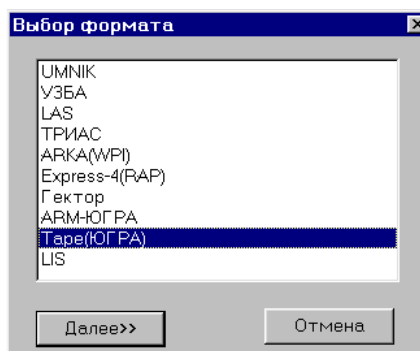 Выбор формата
UMNIK
УЗБА
LAS
ТРИАС
ARKA(WPI)
Express-4(RAP)
Гектор
ARM-ЮГРА
Tape(ЮГРА)
LIS
Далее>>
Отмена